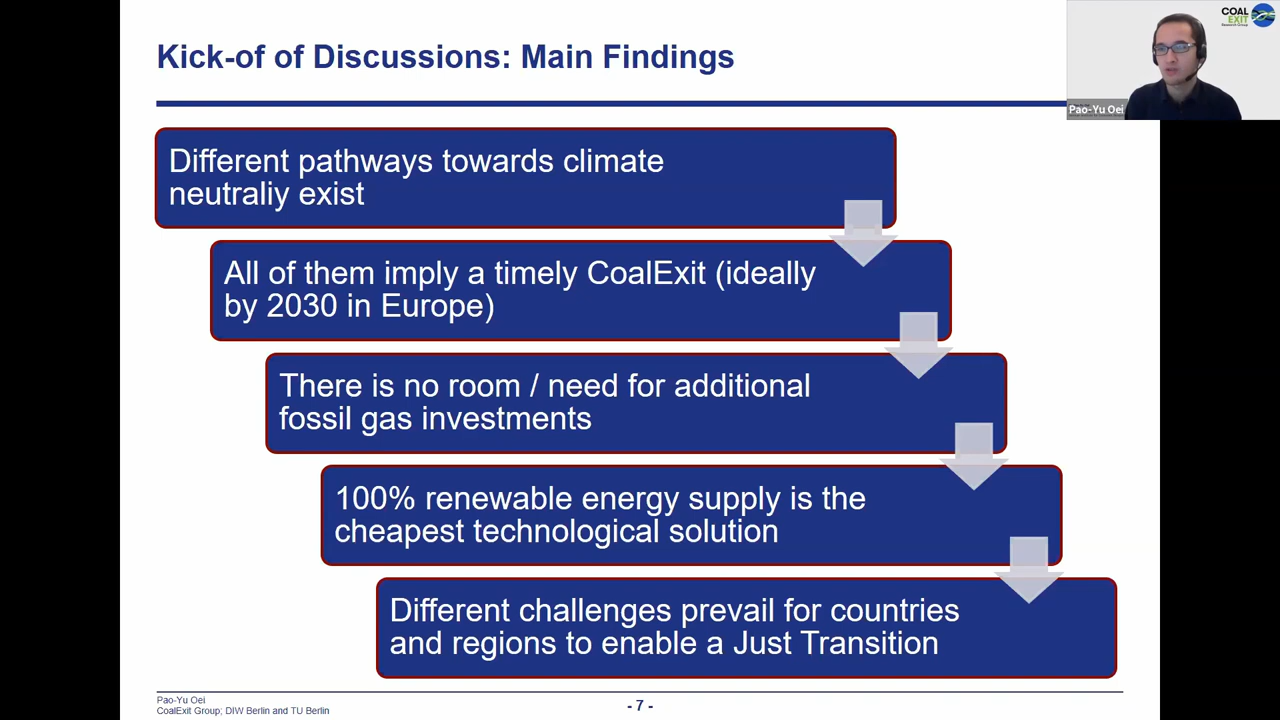 Kick-of of Discussions: Main Findings
COAL
EXIT
Research Group
Pao-Yu Oei
Different pathways towards climate
neutraliy exist
All of them imply a timely CoalExit (ideally
by 2030 in Europe)
There is no room / need for additional
fossil gas investments
100% renewable energy supply is the
cheapest technological solution
Different challenges prevail for countries
and regions to enable a Just Transition
Pao-Yu Oei
CoalExit Group; DIW Berlin and TU Berlin
- 7 -